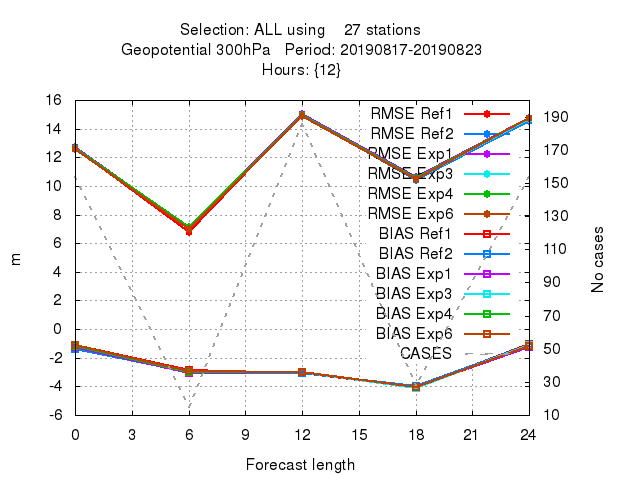 Selection: ALL using    27 stations
Geopotential 300hPa   Period: 20190817-20190823
Hours: {12}
m
16
14
12
10
8
6
4
2
0
-2
-4
-6
RMSE Ref1
RMSE Ref2
RMSE Exp1
RMSE Exp3
RMSE Exp4
RMSE Exp6
BIAS Ref1
BIAS Ref2
BIAS Exp1
BIAS Exp3
BIAS Exp4
BIAS Exp6
CASES
190
170
150
130
110
90
70
50
30
10
No cases
0 3 6 9 12 15 18 21 24
Forecast length